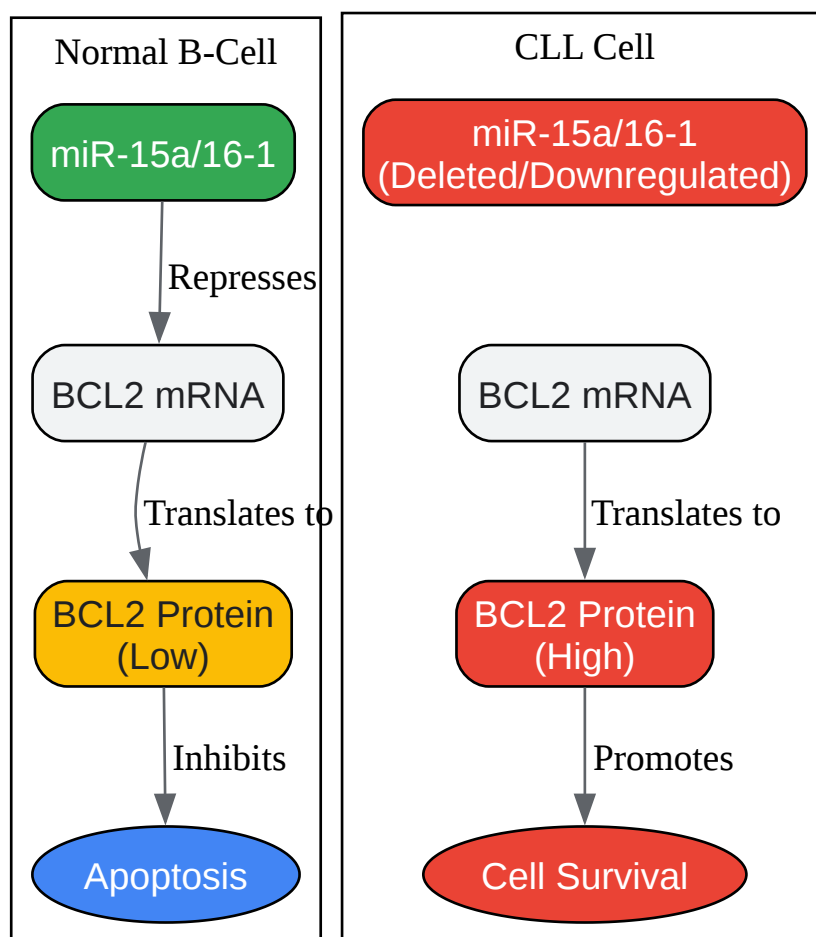 Normal B-Cell
miR-15a/16-1
Represses
BCL2 mRNA
Translates to
BCL2 Protein
(Low)
Inhibits
Apoptosis
CLL Cell
miR-15a/16-1
(Deleted/Downregulated)
BCL2 mRNA
Translates to
BCL2 Protein
(High)
Promotes
Cell Survival